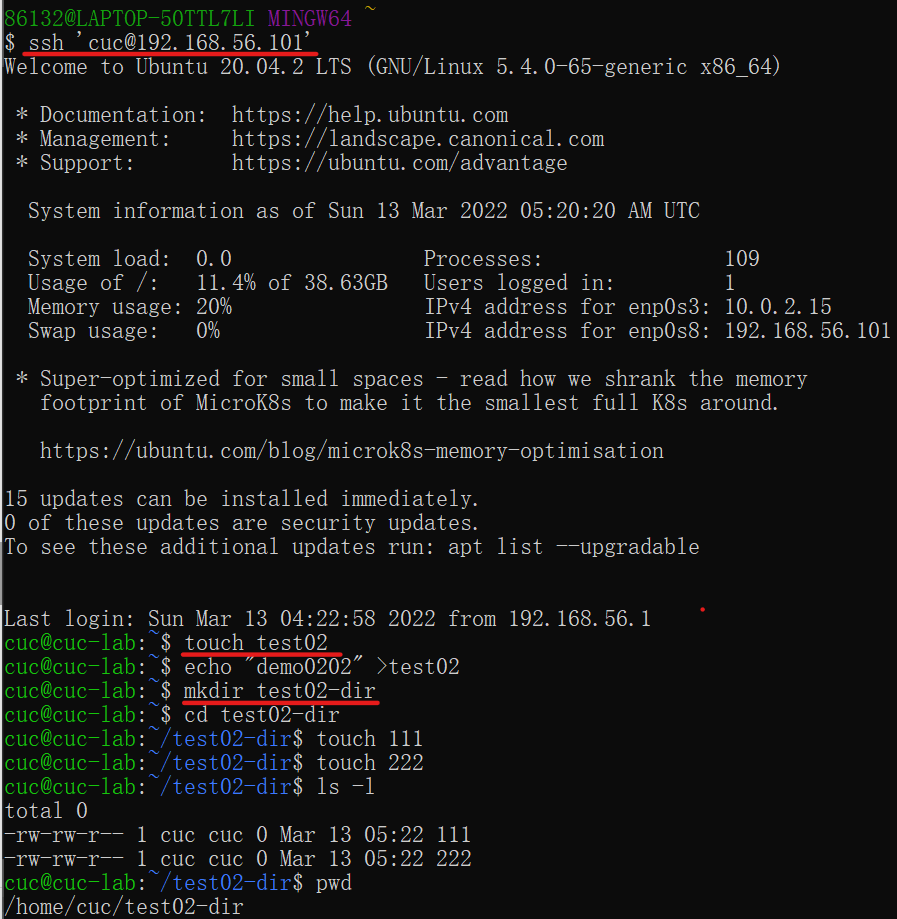 86132@LAPTOP-50TTL7LI MINGW64 ~
$ ssh 'cuc@192.168.56.101'
Welcome to Ubuntu 20.04.2 LTS (GNU/Linux 5.4.0-65-generic x86_64)
* Documentation:  https://help.ubuntu.com
* Management:     https://landscape.canonical.com
* Support:        https://ubuntu.com/advantage
System information as of Sun 13 Mar 2022 05:20:20 AM UTC
System load:  0.0                Processes:               109
Usage of /:   11.4% of 38.63GB   Users logged in:         1
Memory usage: 20%                IPv4 address for enp0s3: 10.0.2.15
Swap usage:   0%                 IPv4 address for enp0s8: 192.168.56.101
* Super-optimized for small spaces - read how we shrank the memory
footprint of MicroK8s to make it the smallest full K8s around.
https://ubuntu.com/blog/microk8s-memory-optimisation
15 updates can be installed immediately.
0 of these updates are security updates.
To see these additional updates run: apt list --upgradable
Last login: Sun Mar 13 04:22:58 2022 from 192.168.56.1
cuc@cuc-lab:~$ touch test02
cuc@cuc-lab:~$ echo "demo0202" >test02
cuc@cuc-lab:~$ mkdir test02-dir
cuc@cuc-lab:~$ cd test02-dir
cuc@cuc-lab:~/test02-dir$ touch 111
cuc@cuc-lab:~/test02-dir$ touch 222
cuc@cuc-lab:~/test02-dir$ ls -l
total 0
-rw-rw-r-- 1 cuc cuc 0 Mar 13 05:22 111
-rw-rw-r-- 1 cuc cuc 0 Mar 13 05:22 222
cuc@cuc-lab:~/test02-dir$ pwd
/home/cuc/test02-dir